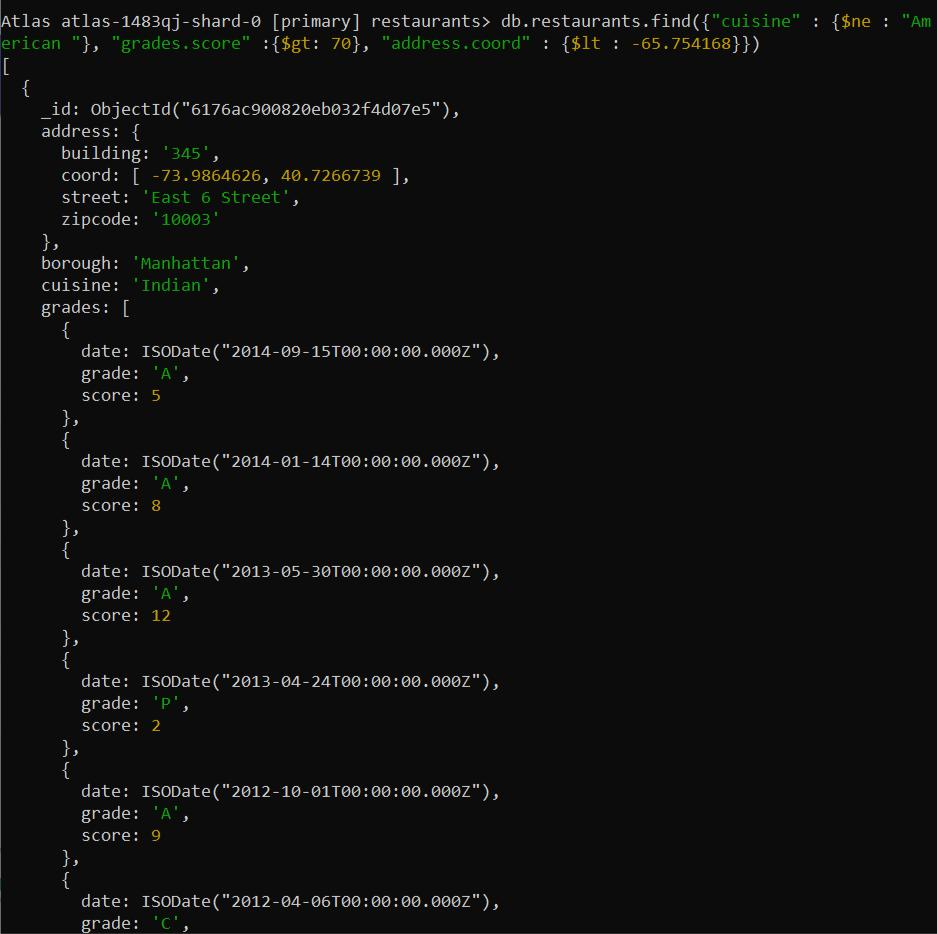 Atlas atlas-1483qj-shard-0 [primary] restaurants> db.restaurants.find({"cuisine" : {$ne : "Am
erican "}, "grades.score" :{$gt: 70}, "address.coord" : {$lt : -65.754168}})
[
  {
    _id: ObjectId("6176ac900820eb032f4d07e5"),
    address: {
      building: '345',
      coord: [ -73.9864626, 40.7266739 ],
      street: 'East 6 Street',
      zipcode: '10003'
    },
    borough: 'Manhattan',
    cuisine: 'Indian',
    grades: [
      {
        date: ISODate("2014-09-15T00:00:00.000Z"),
        grade: 'A',
        score: 5
      },
      {
        date: ISODate("2014-01-14T00:00:00.000Z"),
        grade: 'A',
        score: 8
      },
      {
        date: ISODate("2013-05-30T00:00:00.000Z"),
        grade: 'A',
        score: 12
      },
      {
        date: ISODate("2013-04-24T00:00:00.000Z"),
        grade: 'P',
        score: 2
      },
      {
        date: ISODate("2012-10-01T00:00:00.000Z"),
        grade: 'A',
        score: 9
      },
      {
        date: ISODate("2012-04-06T00:00:00.000Z"),
        grade: 'C',